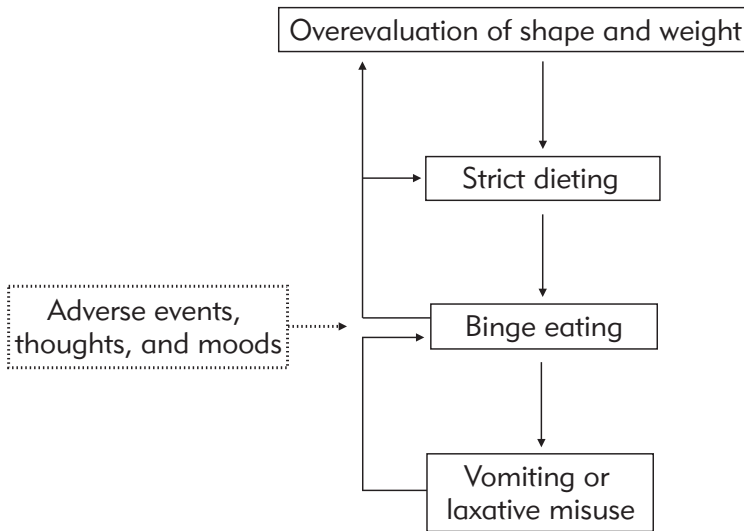 Overevaluation of shape and weight
Strict dieting
Adverse events,
thoughts, and moods
Binge eating
Vomiting or
laxative misuse